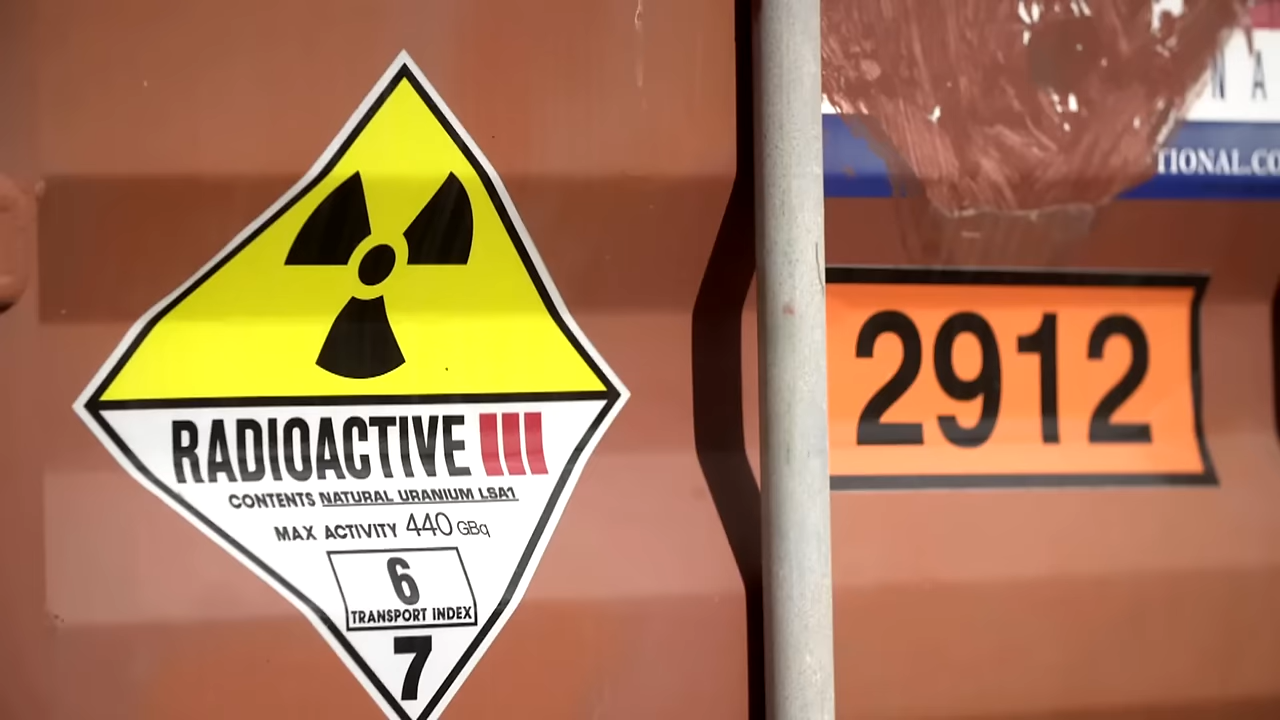 RADIOACTIVE III
CONTENTS NATURAL URANIUM LSA1
MAX ACTIVITY 440 GBq
6
TRANSPORT INDEX
7
N A
TIONAL.CO
2912